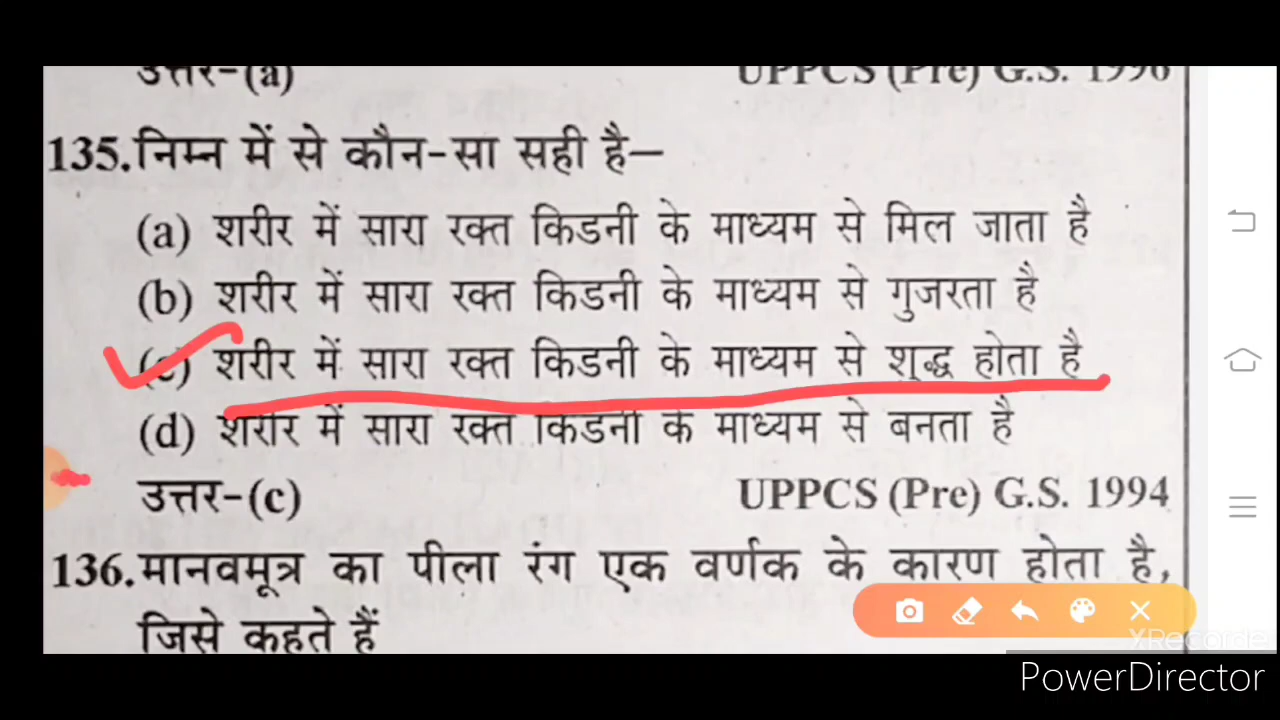 उत्तर-(a) UPPCS (Pre) G.S. 1996
135. निम्न में से कौन-सा सही है—
(a) शरीर में सारा रक्त किडनी के माध्यम से मिल जाता है
(b) शरीर में सारा रक्त किडनी के माध्यम से गुजरता है
(c) शरीर में सारा रक्त किडनी के माध्यम से शुद्ध होता है
(d) शरीर में सारा रक्त किडनी के माध्यम से बनता है
उत्तर-(c) UPPCS (Pre) G.S. 1994
136. मानवमूत्र का पीला रंग एक वर्णक के कारण होता है,
जिसे कहते हैं
XRecorde
PowerDirector